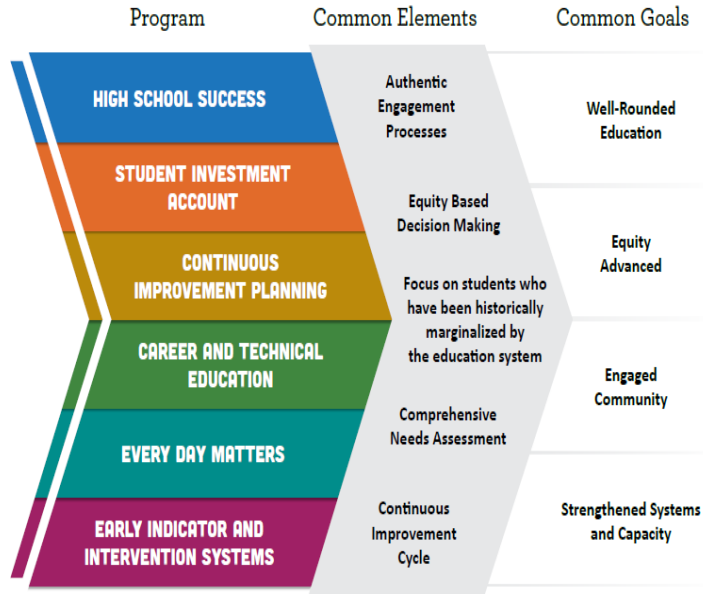 Program
Common Elements
Common Goals
HIGH SCHOOL SUCCESS
STUDENT INVESTMENT
ACCOUNT
CONTINUOUS
IMPROVEMENT PLANNING
CAREER AND TECHNICAL
EDUCATION
EVERY DAY MATTERS
EARLY INDICATOR AND
INTERVENTION SYSTEMS
Authentic
Engagement
Processes
Equity Based
Decision Making
Focus on students who
have been historically
marginalized by
the education system
Comprehensive
Needs Assessment
Continuous
Improvement
Cycle
Well-Rounded
Education
Equity
Advanced
Engaged
Community
Strengthened Systems
and Capacity